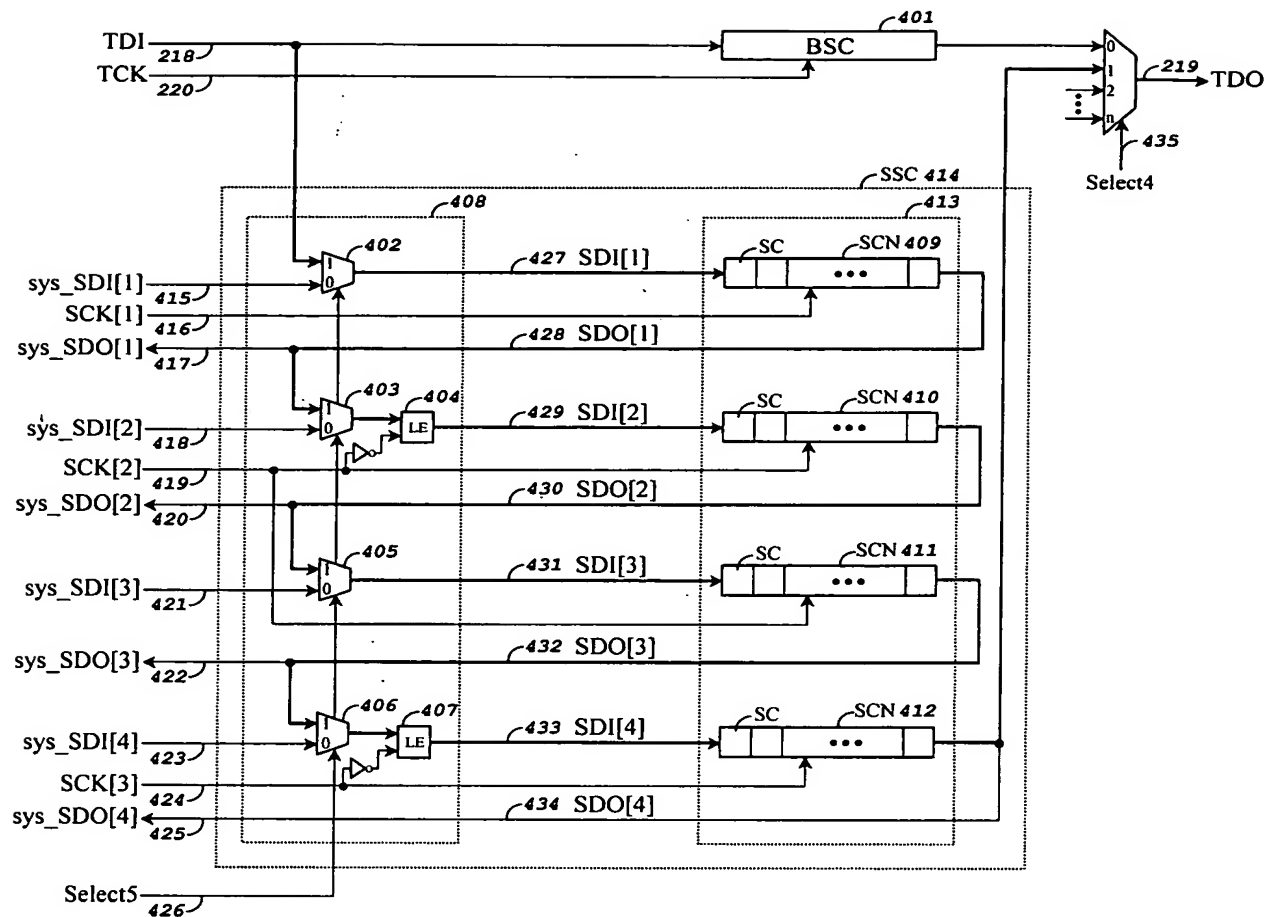 401
TDI
218
BSC
0
TCK
220
1
219
TDO
2
n
435
Select4
SSC 414
408
413
402
SC
SCN 409
1
427 SDI[1]
sys_SDI[1]
0
415
SCK[1]
416
428 SDO[1]
sys_SDO[1]
417
403
404
SC
SCN 410
1
429 SDI[2]
sys_SDI[2]
0
LE
418
SCK[2]
419
430 SDO[2]
sys_SDO[2]
420
405
SC
SCN 411
1
431 SDI[3]
sys_SDI[3]
0
421
432 SDO[3]
sys_SDO[3]
422
406
407
SC
SCN 412
1
433 SDI[4]
sys_SDI[4]
0
LE
423
SCK[3]
424
434 SDO[4]
sys_SDO[4]
425
Select5
426